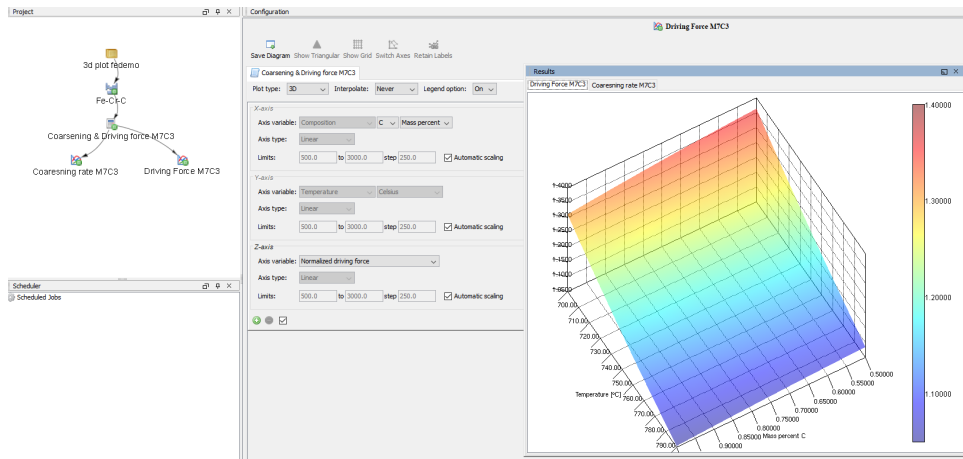 Project
3d plot fedemo
Fe-Cr-C
Coarsening & Driving force M7C3
Coaresning rate M7C3
Driving Force M7C3
Scheduler
Scheduled Jobs
Configuration
Driving Force M7C3
Save Diagram Show Triangular Show Grid Switch Axes Retain Labels
Coarsening & Driving force M7C3
Plot type: 3D Interpolate: Never Legend option: On
X-axis
Axis variable: Composition C Mass percent
Axis type: Linear
Limits: 500.0 to 3000.0 step 250.0 Automatic scaling
Y-axis
Axis variable: Temperature Celsius
Axis type: Linear
Limits: 500.0 to 3000.0 step 250.0 Automatic scaling
Z-axis
Axis variable: Normalized driving force
Axis type: Linear
Limits: 500.0 to 3000.0 step 250.0 Automatic scaling
Results
Driving Force M7C3 Coaresning rate M7C3
1.4000
1.3500
1.3000
1.2500
1.2000
1.1500
1.1000
1.0500
700.00
710.00
720.00
730.00
740.00
750.00
760.00
770.00
780.00
790.00
Temperature [°C]
0.50000
0.55000
0.60000
0.65000
0.70000
0.75000
0.80000
0.85000
0.90000
Mass percent C
1.40000
1.30000
1.20000
1.10000